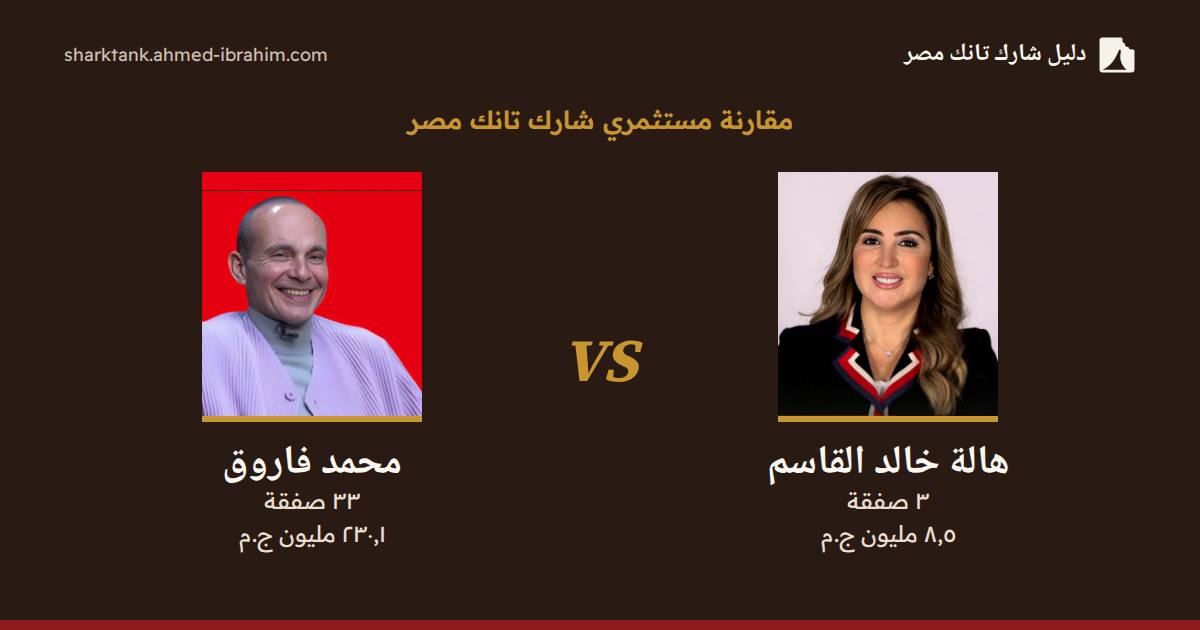 دليل شارك تانك مصر
sharktank.ahmed-ibrahim.com
مقارنة مستثمري شارك تانك مصر
هالة خالد القاسم
٣ صفقة
٨,٥ مليون ج.م
VS
محمد فاروق
٣٣ صفقة
٢٣٠,١ مليون ج.م